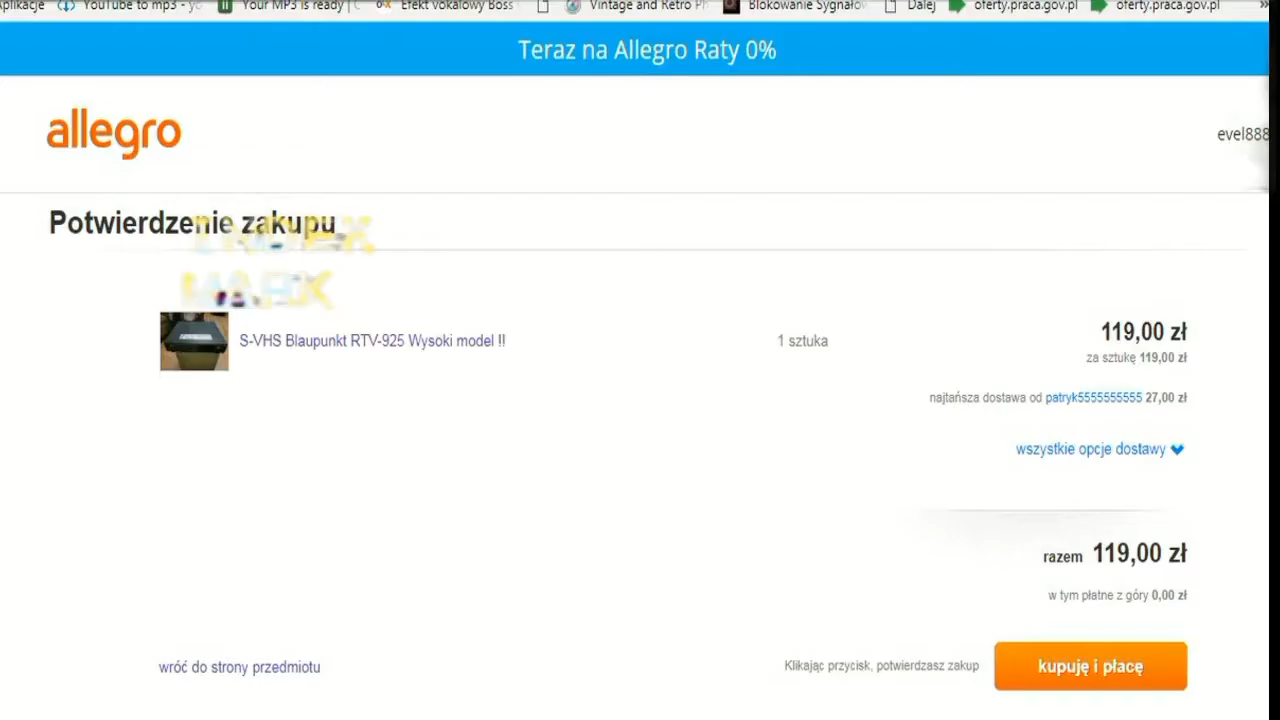 YouTube to mp3 - yo
Your MP3 is ready | C
Efekt Vokalowy Boss
Vintage and Retro Ph
Blokowanie Sygnałów
Dalej
oferty.praca.gov.pl
oferty.praca.gov.pl
»
Teraz na Allegro Raty 0%
allegro
evel888
Potwierdzenie zakupu
S-VHS Blaupunkt RTV-925 Wysoki model !!
1 sztuka
119,00 zł
za sztukę 119,00 zł
najtańsza dostawa od patryk5555555555 27,00 zł
wszystkie opcje dostawy
razem 119,00 zł
w tym płatne z góry 0,00 zł
wróć do strony przedmiotu
Klikając przycisk, potwierdzasz zakup
kupuję i płacę